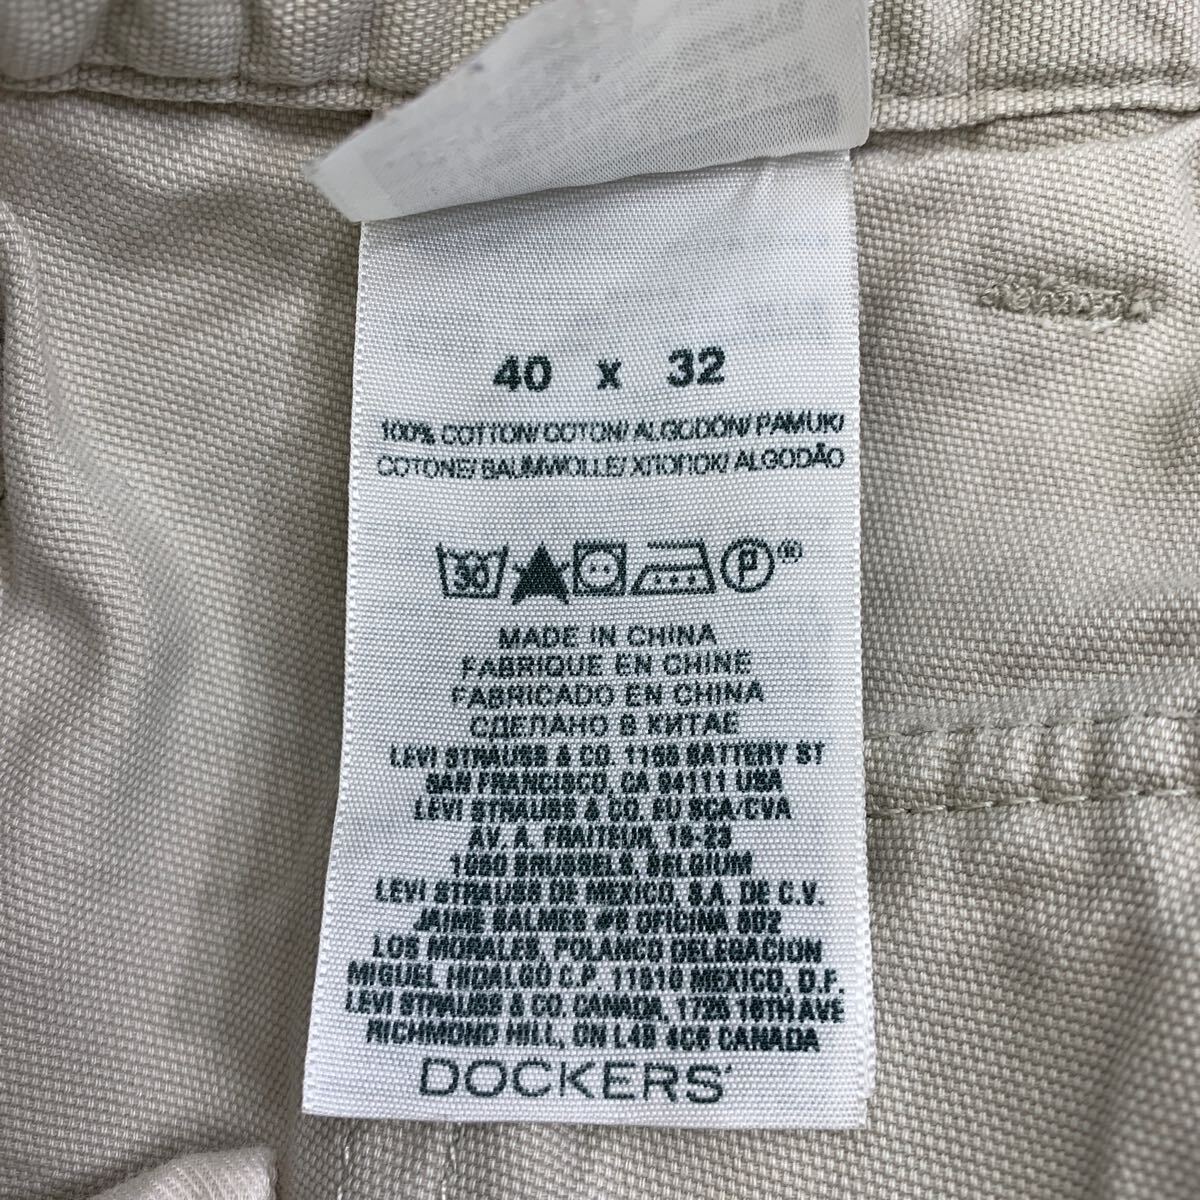 40 x 32
100% COTTON/ COTON/ ALGODÓN/ PAMUK/
COTONE/ BAUMWOLLE/ ХЛОПОК/ ALGODÃO
30 P ®
MADE IN CHINA
FABRIQUE EN CHINE
FABRICADO EN CHINA
СДЕЛАНО В КИТАЕ
LEVI STRAUSS & CO. 1155 BATTERY ST
SAN FRANCISCO, CA 94111 USA
LEVI STRAUSS & CO. EU SCA/CVA
AV. A. FRAITEUR 15-23
1050 BRUSSELS, BELGIUM
LEVI STRAUSS DE MEXICO, S.A. DE C.V.
JAIME BALMES #8 OFICINA 602
LOS MORALES, POLANCO DELEGACION
MIGUEL HIDALGO C.P. 11510 MEXICO, D.F.
LEVI STRAUSS & CO. CANADA, 1725 16TH AVE
RICHMOND HILL, ON L4B 4C6 CANADA
DOCKERS®